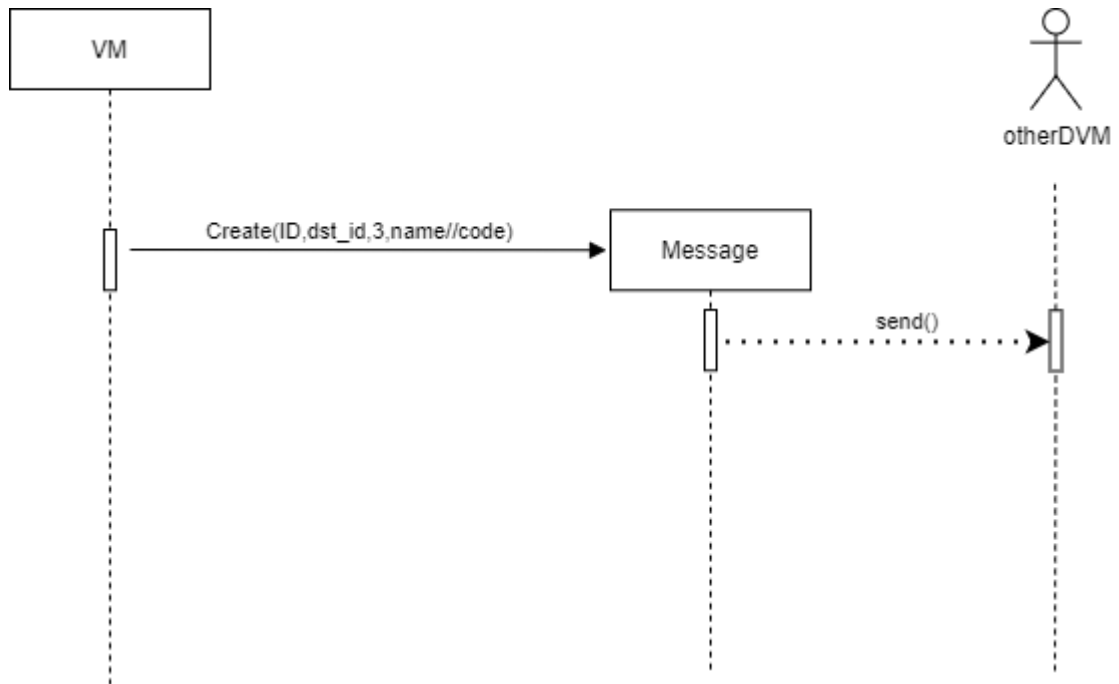 VM
otherDVM
Create(ID,dst_id,3,name//code)
Message
send()